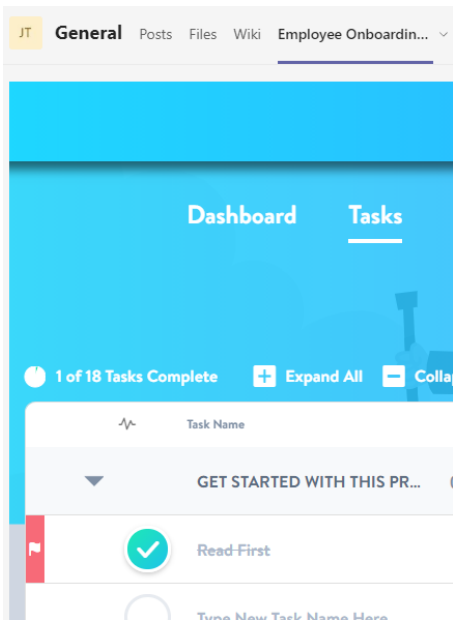 JT General Posts Files Wiki Employee Onboardin...
Dashboard Tasks
1 of 18 Tasks Complete Expand All Colla
Task Name
GET STARTED WITH THIS PR...
Read First
Type New Task Name Here